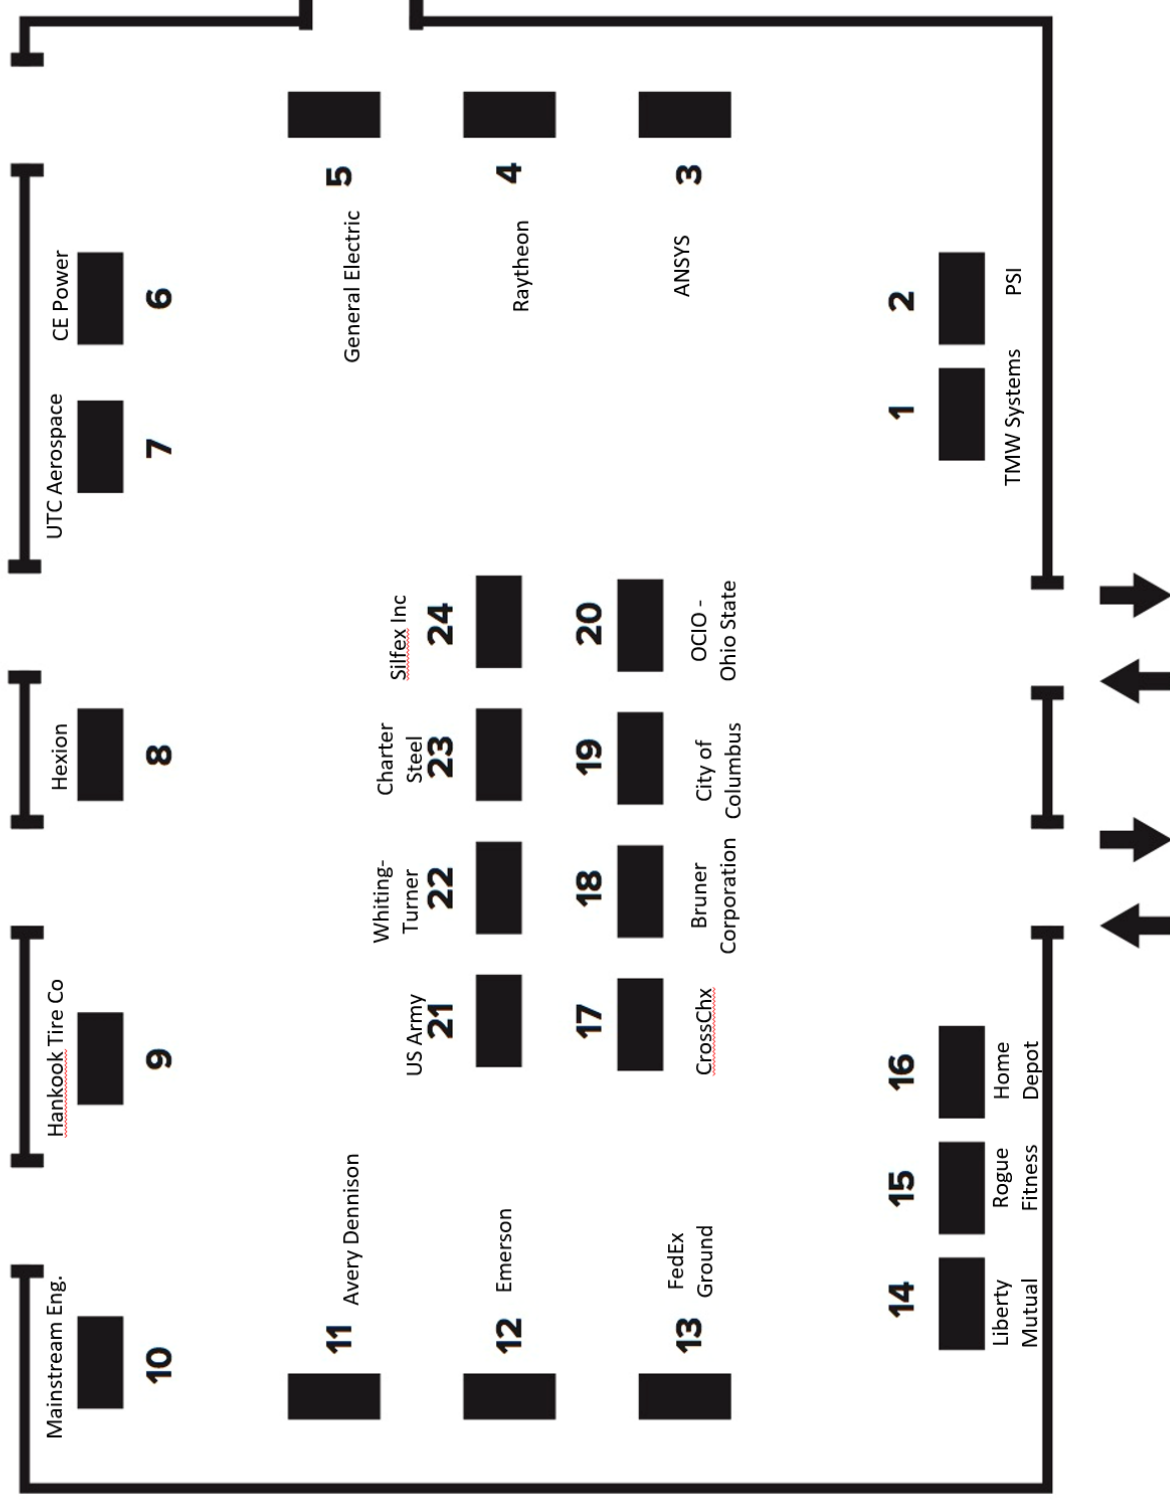 CE Power
6
UTC Aerospace
7
Hexion
8
Hankook Tire Co
9
Mainstream Eng.
10
5
General Electric
4
Raytheon
3
ANSYS
Silfex Inc
24
Charter
Steel
23
Whiting-
Turner
22
US Army
21
20
OCIO -
Ohio State
19
City of
Columbus
18
Bruner
Corporation
17
CrossChx
Avery Dennison
11
Emerson
12
FedEx
Ground
13
2
PSI
1
TMW Systems
16
Home
Depot
15
Rogue
Fitness
14
Liberty
Mutual